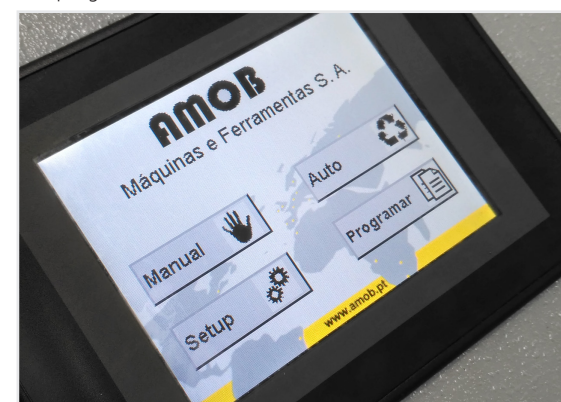 AMOB
Máquinas e Ferramentas S.A.
Manual
Auto
Setup
Programar
www.amob.pt